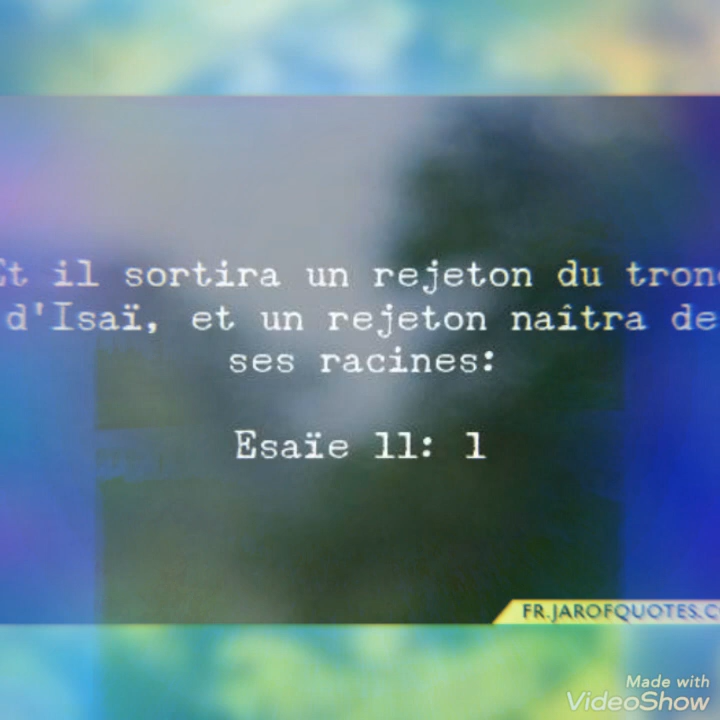 Et il sortira un rejeton du tronc
d'Isaï, et un rejeton naîtra de
ses racines:
Esaïe 11: 1
FR.JAROFQUOTES.C
Made with
VideoShow